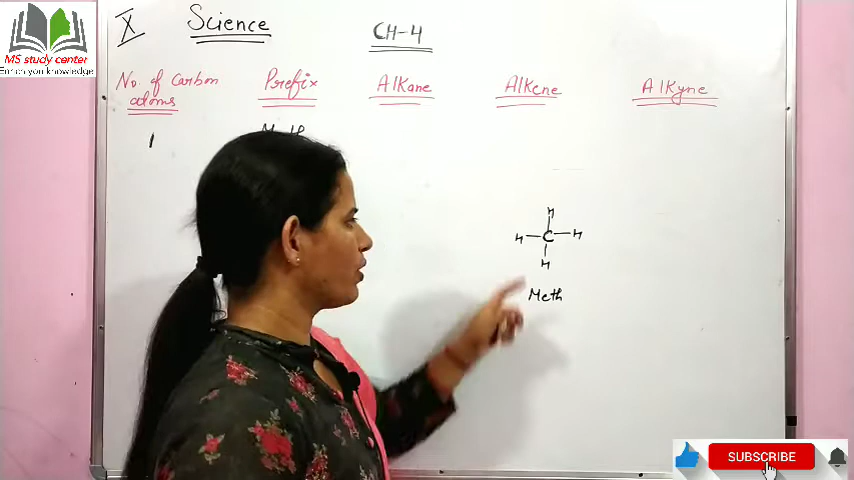 X Science CH-4
MS study center
Enrich you knowledge
No. of Carbon atoms
Prefix
Alkane
Alkene
Alkyne
1
H
H C H
H
Meth
SUBSCRIBE